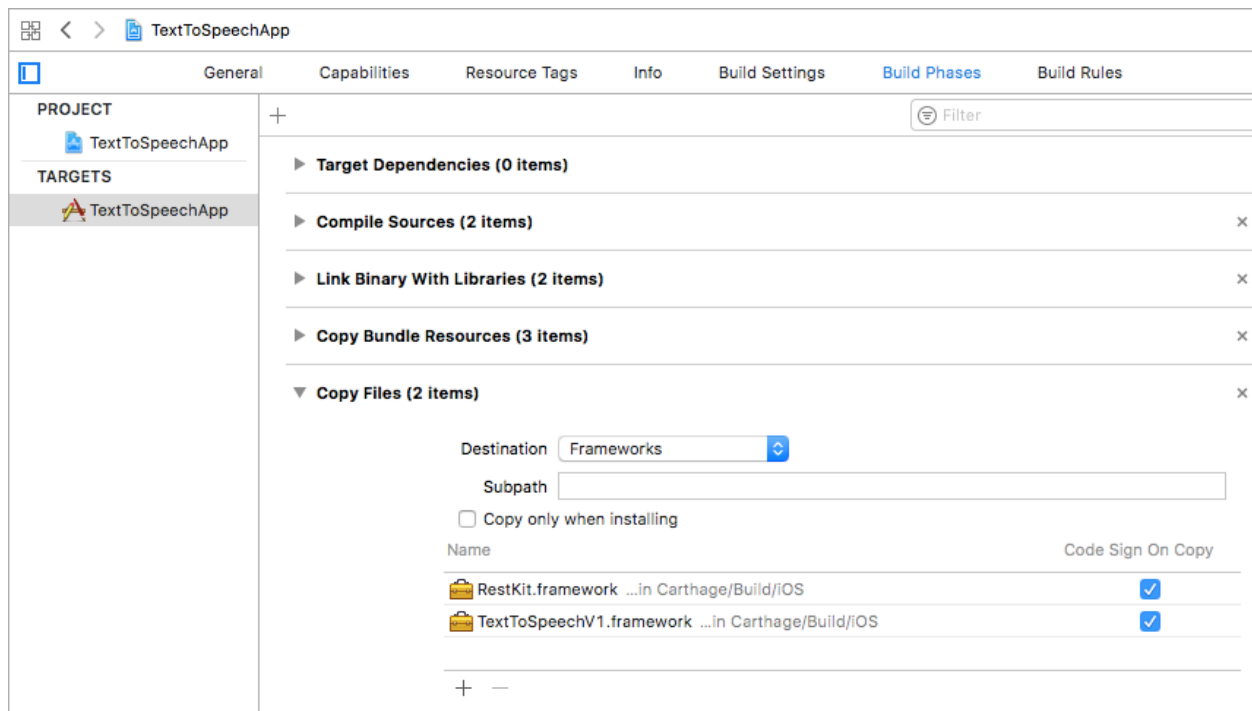 TextToSpeechApp
General Capabilities Resource Tags Info Build Settings Build Phases Build Rules
PROJECT
TextToSpeechApp
TARGETS
TextToSpeechApp
Filter
Target Dependencies (0 items)
Compile Sources (2 items)
Link Binary With Libraries (2 items)
Copy Bundle Resources (3 items)
Copy Files (2 items)
Destination Frameworks
Subpath
Copy only when installing
Name Code Sign On Copy
RestKit.framework ...in Carthage/Build/iOS
TextToSpeechV1.framework ...in Carthage/Build/iOS